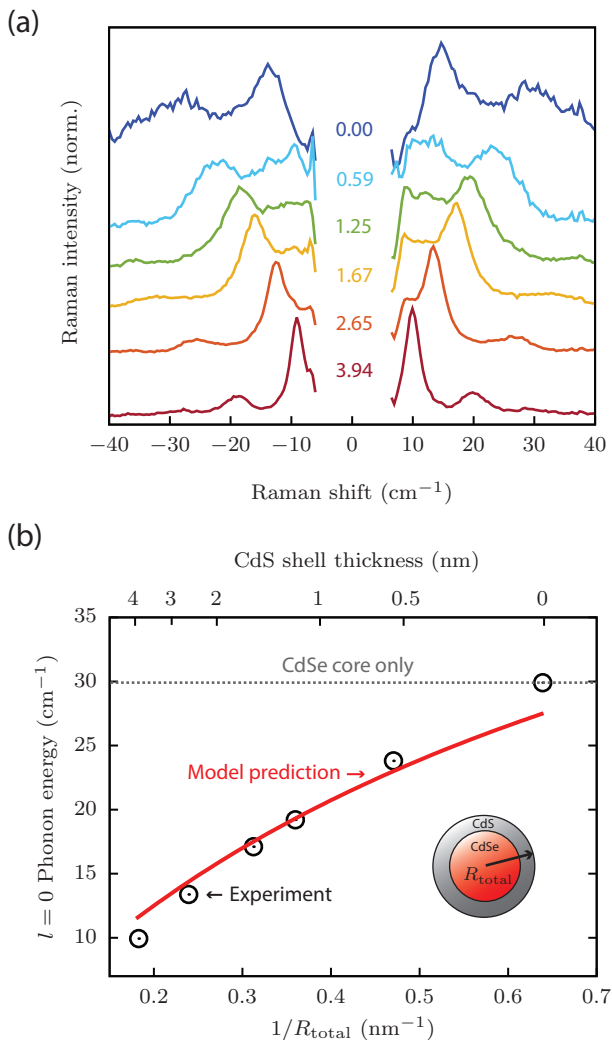 (a)
Raman intensity (norm.)
0.00
0.59
1.25
1.67
2.65
3.94
−40 −30 −20 −10 0 10 20 30 40
Raman shift (cm⁻¹)
(b)
CdS shell thickness (nm)
4 3 2 1 0.5 0
35
30
25
20
15
10
l = 0 Phonon energy (cm⁻¹)
CdSe core only
Model prediction →
← Experiment
CdS
CdSe
R_total
0.2 0.3 0.4 0.5 0.6 0.7
1/R_total (nm⁻¹)